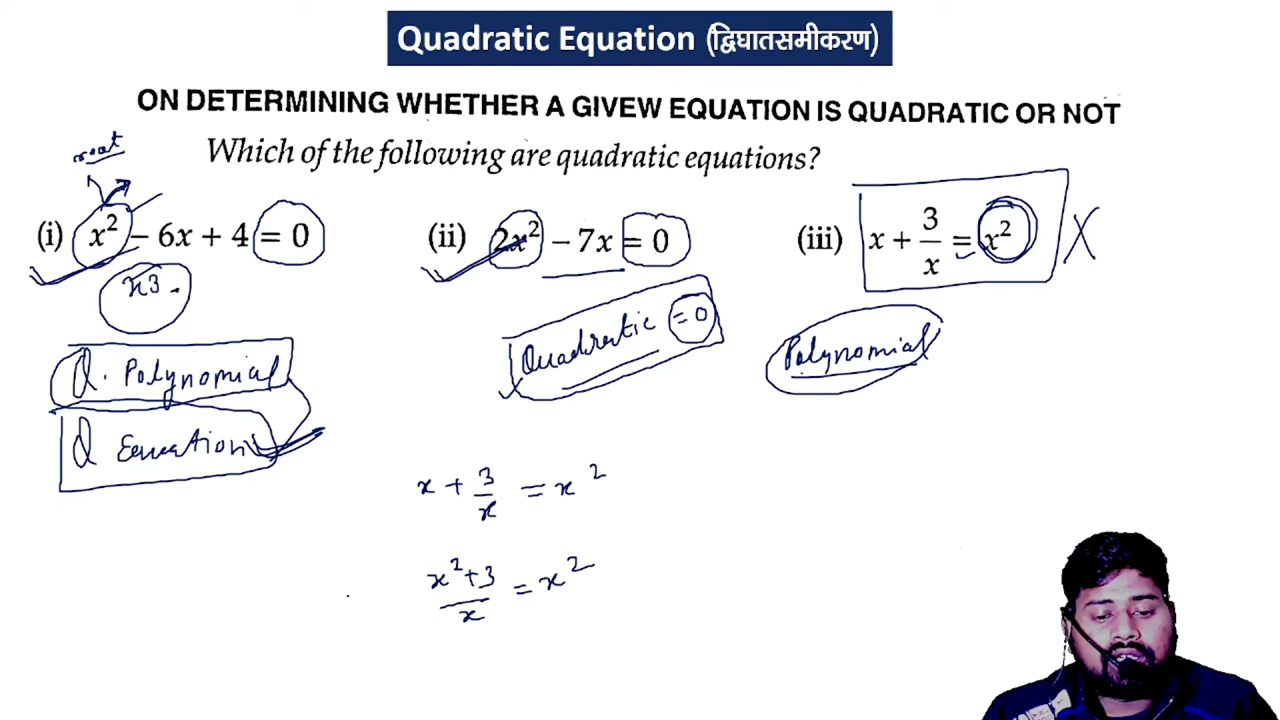 Quadratic Equation (द्विघातसमीकरण)
ON DETERMINING WHETHER A GIVEW EQUATION IS QUADRATIC OR NOT
Which of the following are quadratic equations?
(i) x² − 6x + 4 = 0 (ii) 2x² − 7x = 0 (iii) x + 3/x = x² X
x3
Quadratic = 0
Polynomial
Q. Polynomial
Q Equation
x + 3/x = x²
x² + 3/x = x²